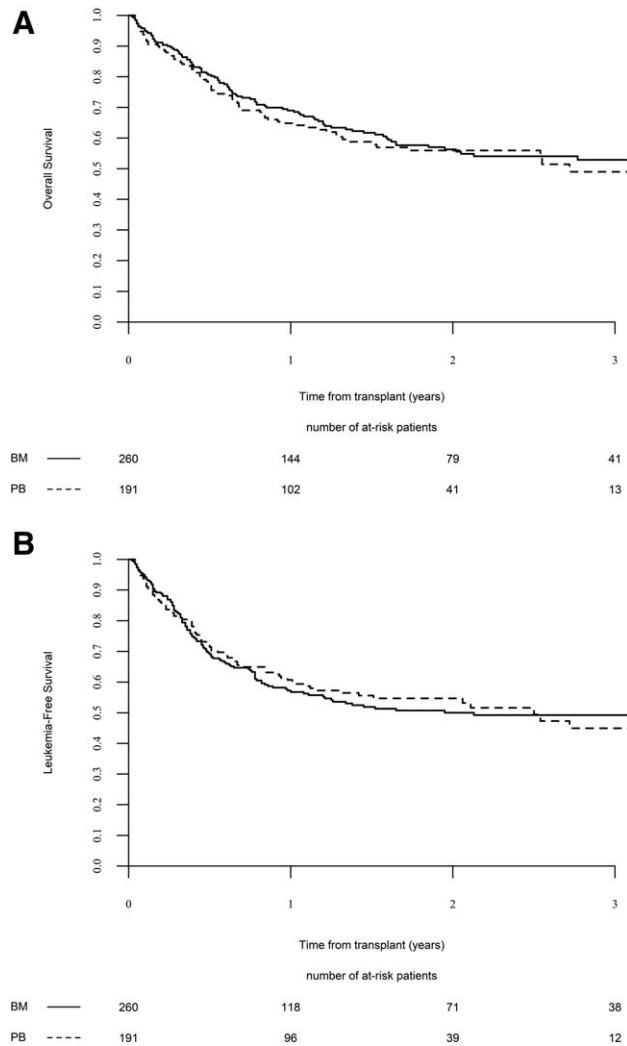 A
Overall Survival
1.0
0.9
0.8
0.7
0.6
0.5
0.4
0.3
0.2
0.1
0.0
0 1 2 3
Time from transplant (years)
number of at-risk patients
BM 260 144 79 41
PB 191 102 41 13
B
Leukemia-Free Survival
1.0
0.9
0.8
0.7
0.6
0.5
0.4
0.3
0.2
0.1
0.0
0 1 2 3
Time from transplant (years)
number of at-risk patients
BM 260 118 71 38
PB 191 96 39 12